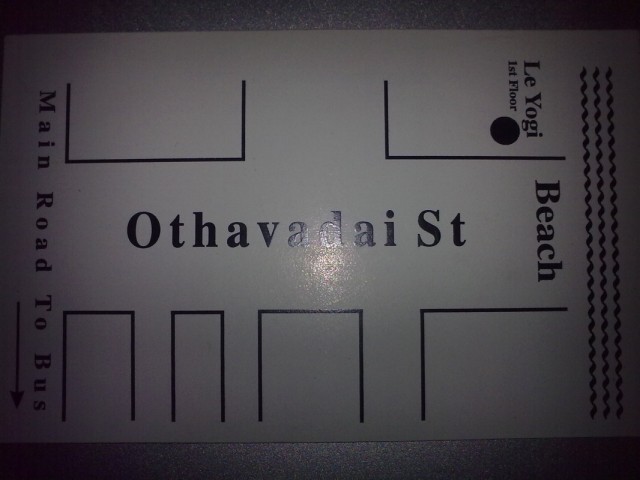 Le Yogi
1st Floor
Beach
Othavadai St
Main Road To Bus